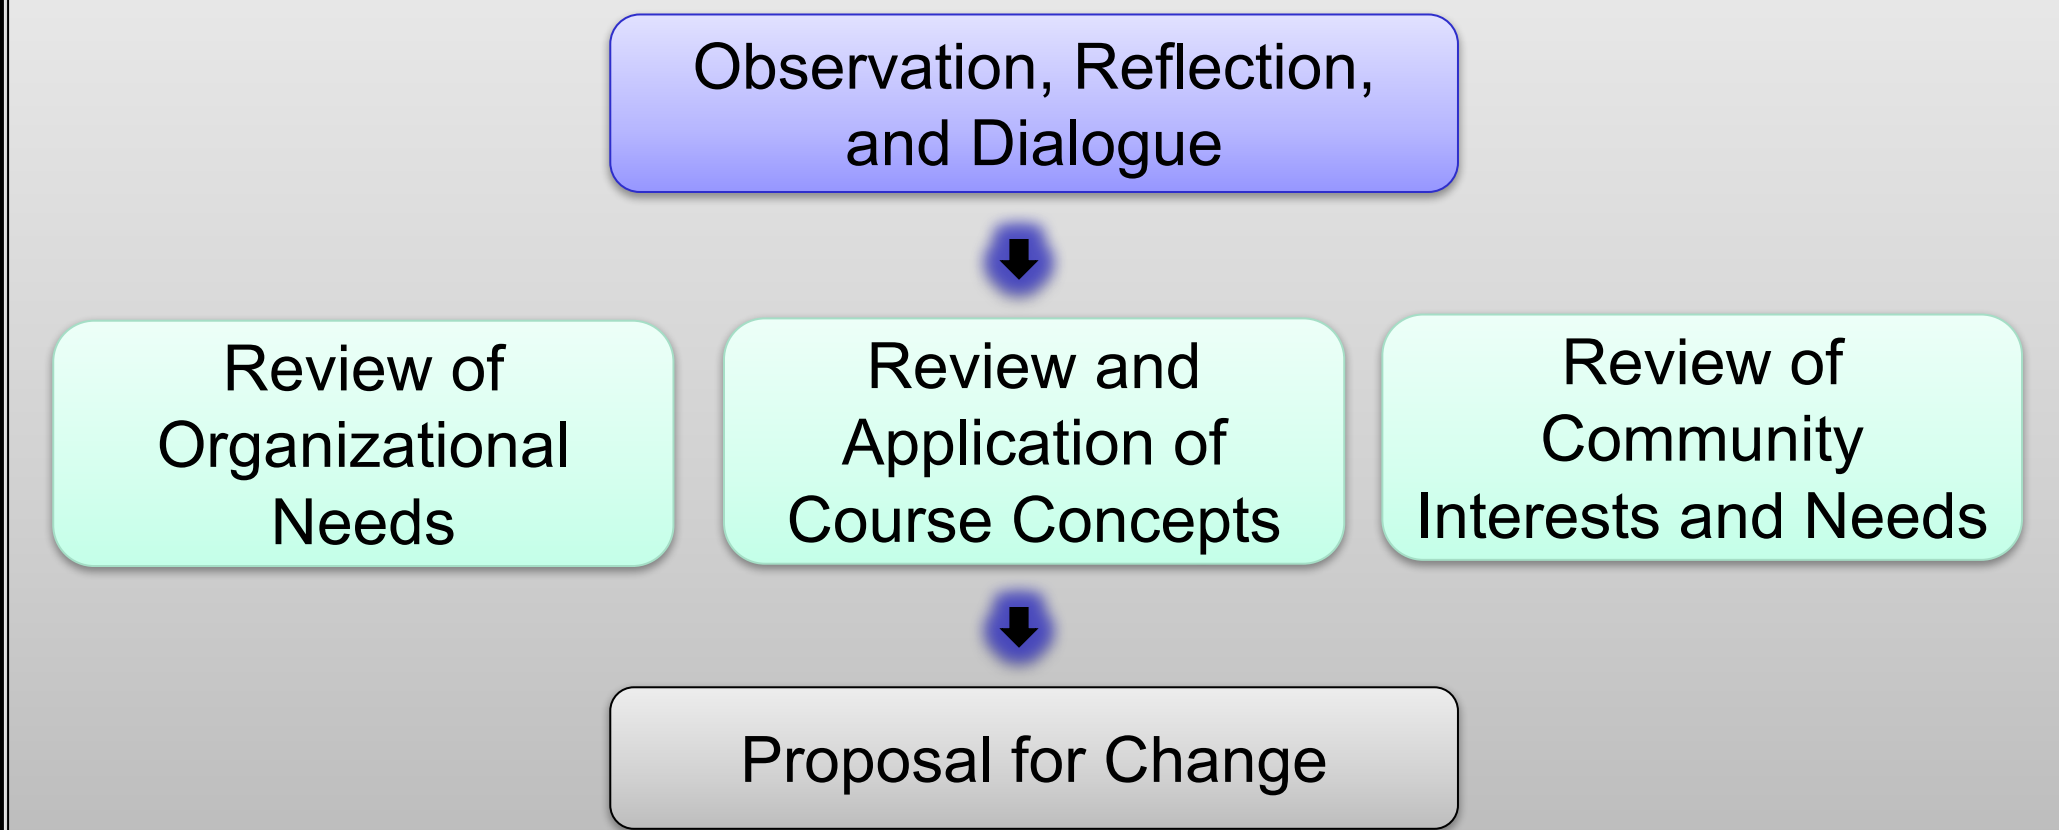 Observation, Reflection,
and Dialogue
Review of
Organizational
Needs
Review and
Application of
Course Concepts
Review of
Community
Interests and Needs
Proposal for Change